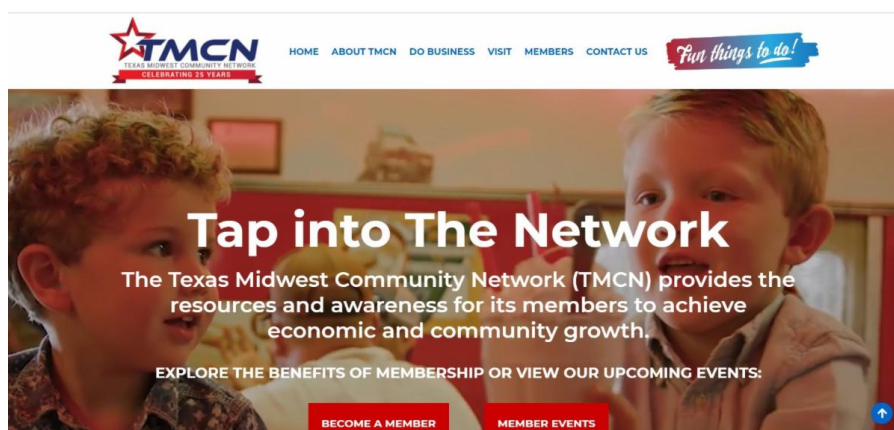 TMCN
TEXAS MIDWEST COMMUNITY NETWORK
CELEBRATING 25 YEARS
HOME ABOUT TMCN DO BUSINESS VISIT MEMBERS CONTACT US
Fun things to do!
Tap into The Network
The Texas Midwest Community Network (TMCN) provides the
resources and awareness for its members to achieve
economic and community growth.
EXPLORE THE BENEFITS OF MEMBERSHIP OR VIEW OUR UPCOMING EVENTS:
BECOME A MEMBER MEMBER EVENTS